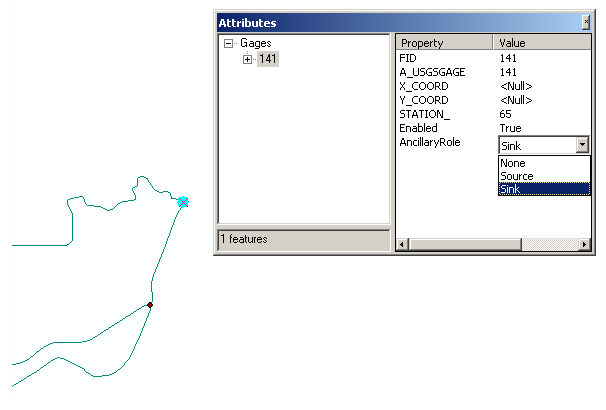 Attributes
Gages
141
1 features
Property Value
FID 141
A_USGSGAGE 141
X_COORD <Null>
Y_COORD <Null>
STATION_ 65
Enabled True
AncillaryRole Sink
None
Source
Sink